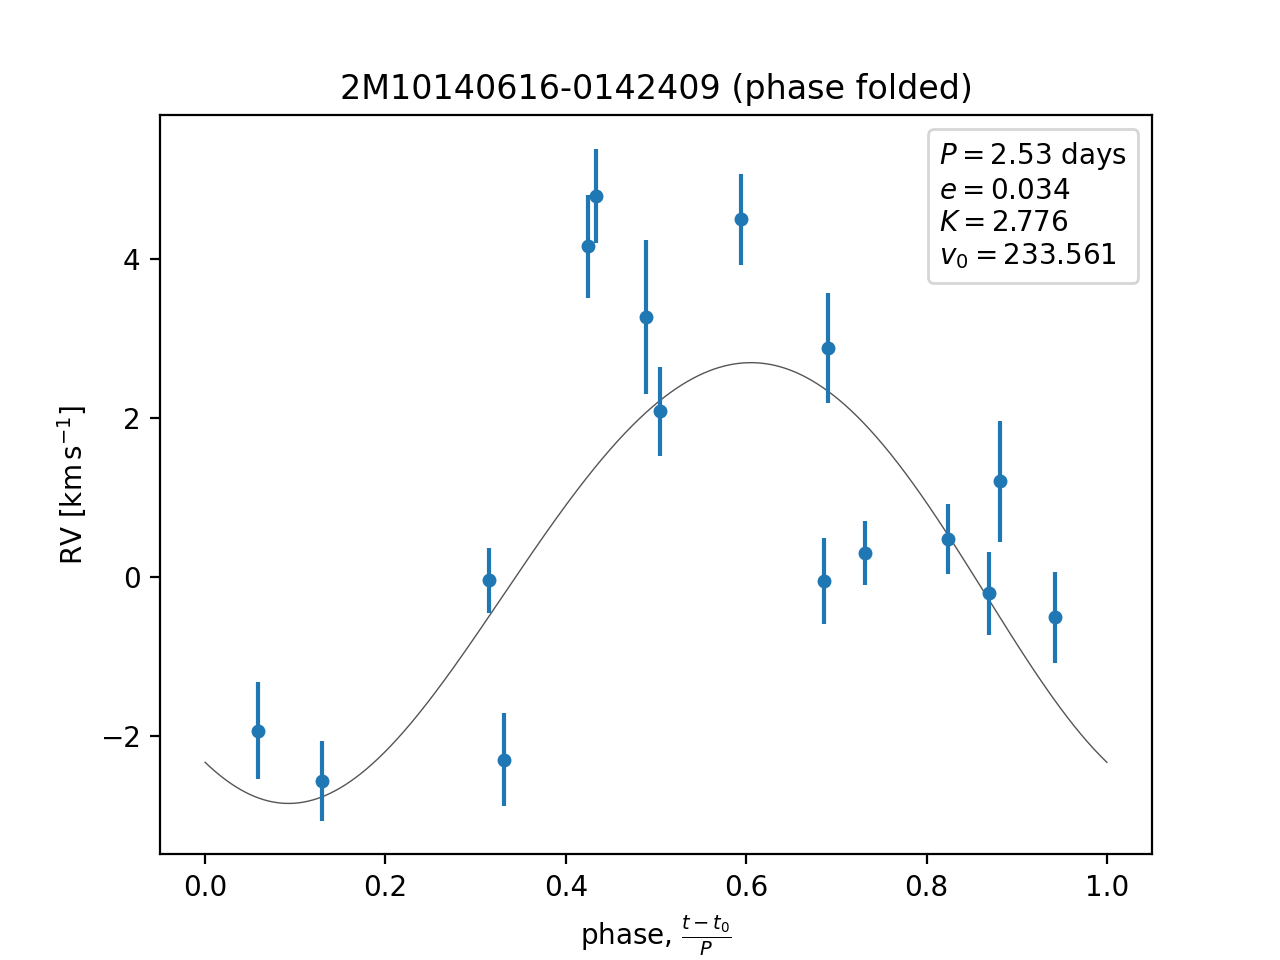 2M10140616-0142409 (phase folded)
P = 2.53 days
e = 0.034
K = 2.776
v₀ = 233.561
4
2
0
−2
RV [km s⁻¹]
0.0 0.2 0.4 0.6 0.8 1.0
phase, (t − t₀)/P